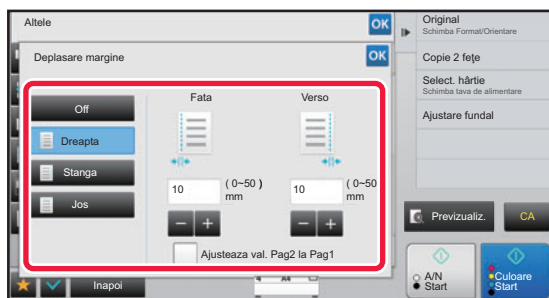 Altele
OK
Deplasare margine
OK
Off
Dreapta
Stanga
Jos
Fata
Verso
10
( 0~50 )
mm
10
( 0~50
mm
Ajusteaza val. Pag2 la Pag1
Inapoi
A4
Original
Schimba Format/Orientare
Copie 2 fețe
Select. hârtie
Schimba tava de alimentare
Ajustare fundal
Previzualiz.
CA
A/N
Start
Culoare
Start